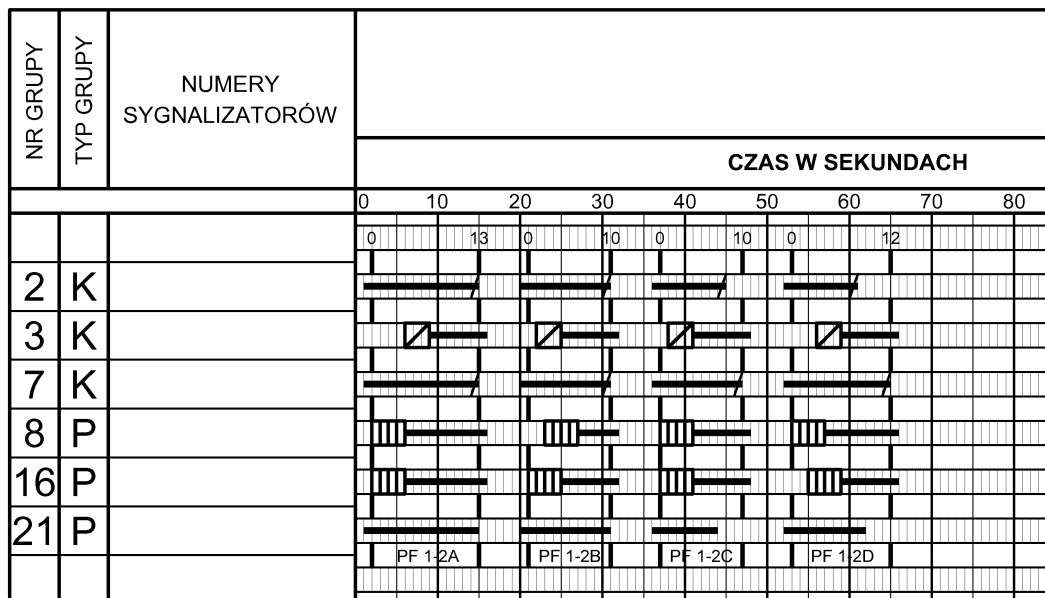 NR GRUPY
TYP GRUPY
NUMERY
SYGNALIZATORÓW
CZAS W SEKUNDACH
0 10 20 30 40 50 60 70 80
0 13 0 10 0 10 0 12
2 K
3 K
7 K
8 P
16 P
21 P
PF 1-2A PF 1-2B PF 1-2C PF 1-2D